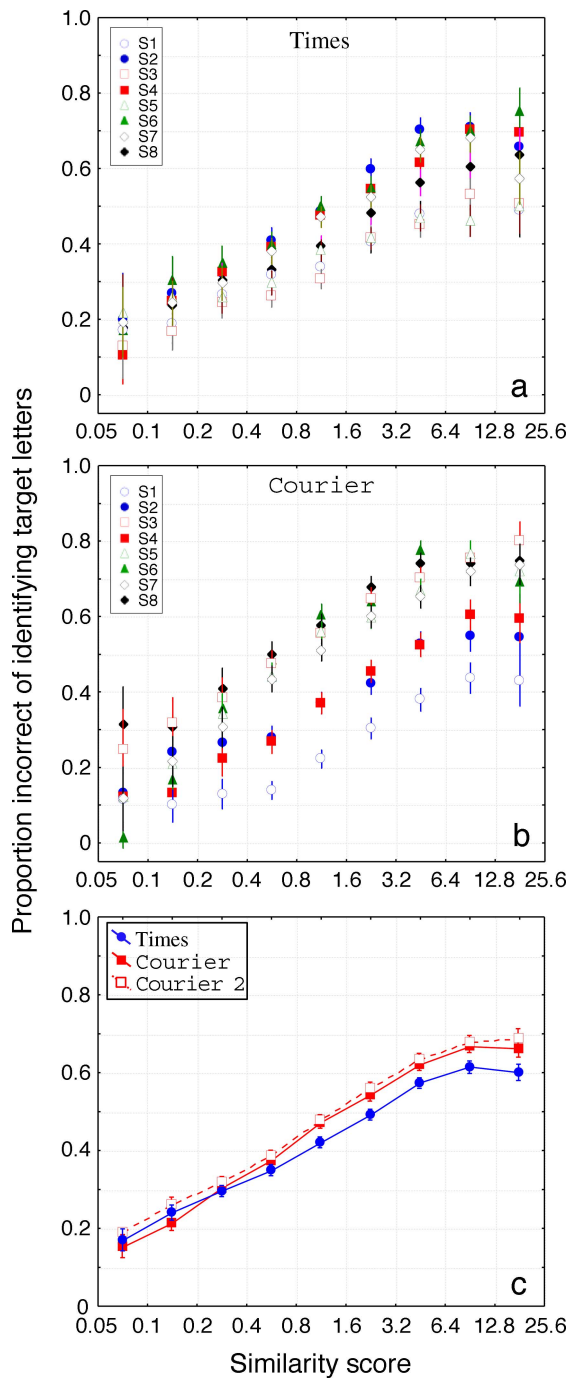 Proportion incorrect of identifying target letters
1.0
0.8
0.6
0.4
0.2
0
S1
S2
S3
S4
S5
S6
S7
S8
Times
a
0.05 0.1 0.2 0.4 0.8 1.6 3.2 6.4 12.8 25.6
1.0
0.8
0.6
0.4
0.2
0
S1
S2
S3
S4
S5
S6
S7
S8
Courier
b
0.05 0.1 0.2 0.4 0.8 1.6 3.2 6.4 12.8 25.6
1.0
0.8
0.6
0.4
0.2
0
Times
Courier
Courier 2
c
0.05 0.1 0.2 0.4 0.8 1.6 3.2 6.4 12.8 25.6
Similarity score